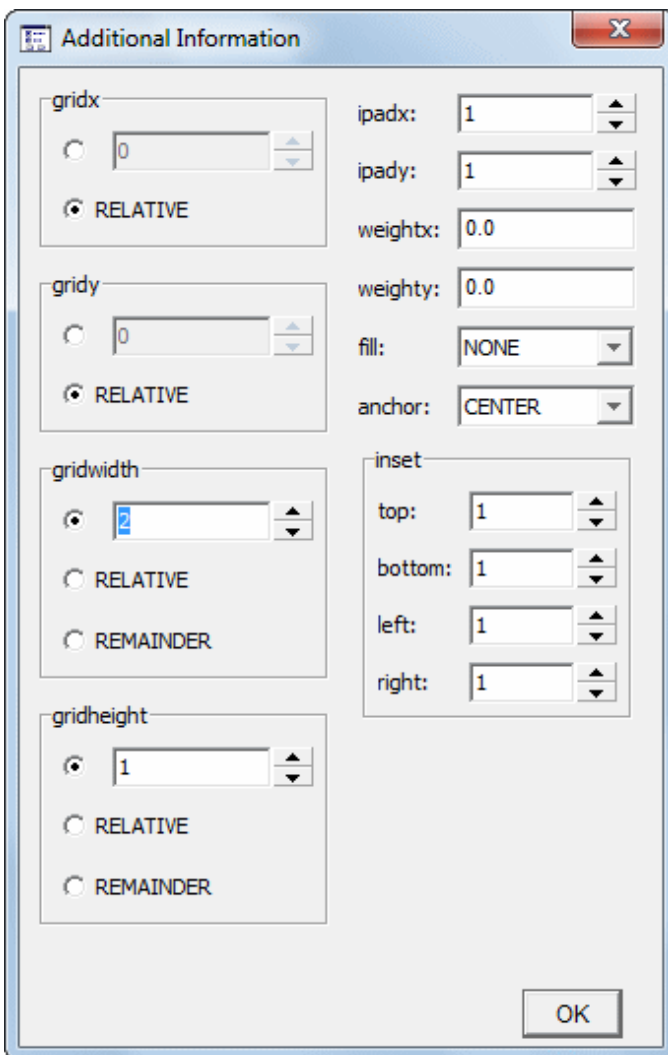 Additional Information
gridx
0
RELATIVE
gridy
0
RELATIVE
gridwidth
2
RELATIVE
REMAINDER
gridheight
1
RELATIVE
REMAINDER
ipadx: 1
ipady: 1
weightx: 0.0
weighty: 0.0
fill: NONE
anchor: CENTER
inset
top: 1
bottom: 1
left: 1
right: 1
OK